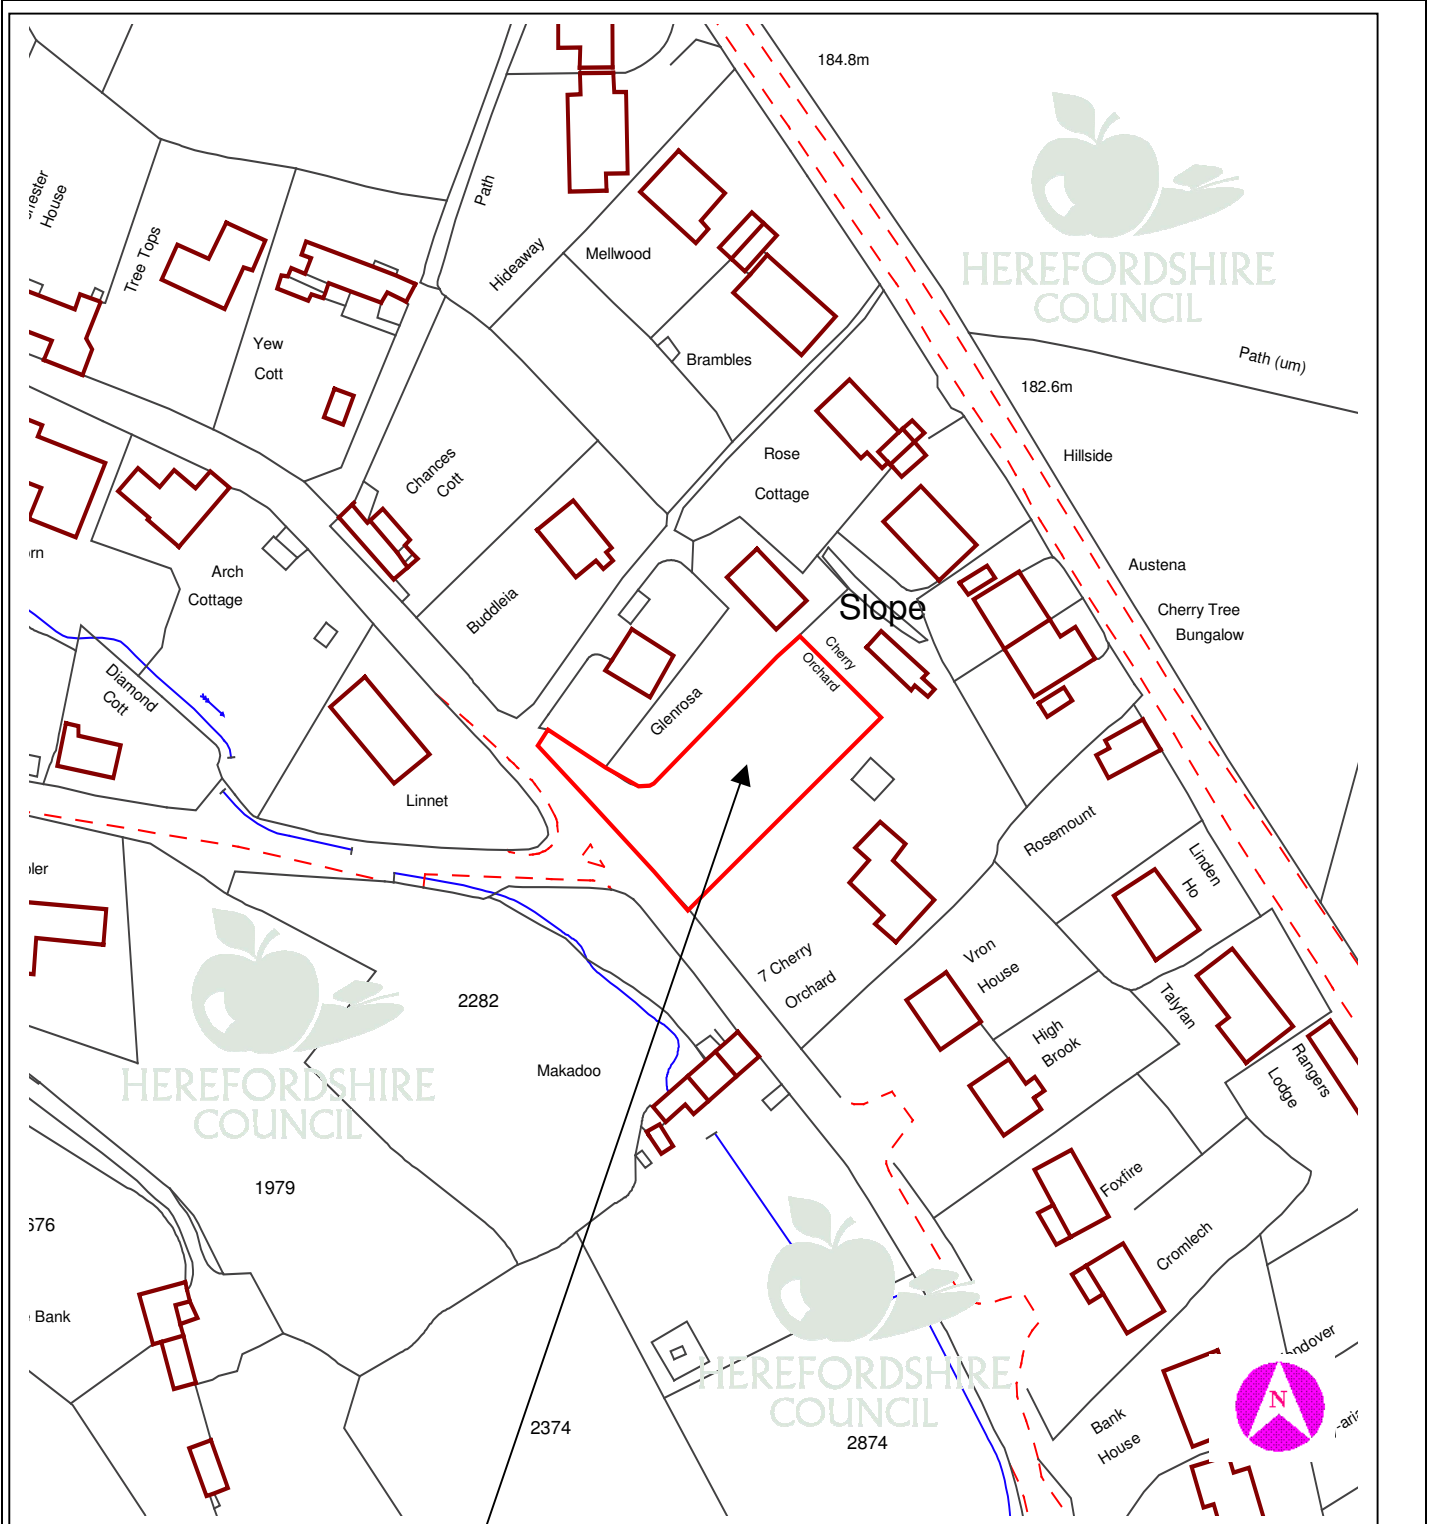 184.8m
HEREFORDSHIRE
COUNCIL
House
Path
Tree Tops
Hideaway
Mellwood
Yew
Cott
Brambles
Path (um)
182.6m
Chances
Cott
Rose
Cottage
Hillside
Arch
Cottage
Buddleia
Austena
Slope
Cherry Tree
Bungalow
Cherry
Orchard
Diamond
Cott
Glenrosa
Linnet
Rosemount
Linden
Ho
7 Cherry
Orchard
Vron
House
2282
Talyfan
High
Brook
Makadoo
HEREFORDSHIRE
COUNCIL
Rangers
Lodge
1979
Foxfire
Cromlech
Bank
HEREFORDSHIRE
COUNCIL
2374
2874
Bank
House
N